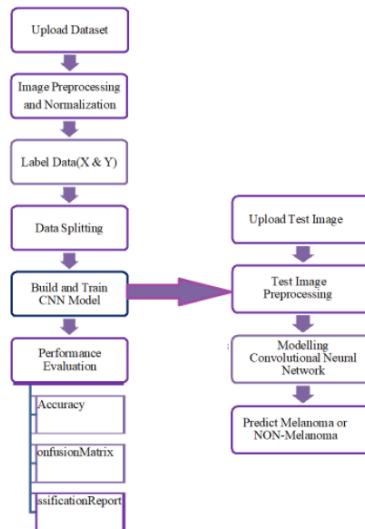 Upload Dataset
Image Preprocessing
and Normalization
Label Data(X & Y)
Data Splitting
Build and Train
CNN Model
Performance
Evaluation
Accuracy
onfusionMatrix
ssificationReport
Upload Test Image
Test Image
Preprocessing
Modelling
Convolutional Neural
Network
Predict Melanoma or
NON-Melanoma